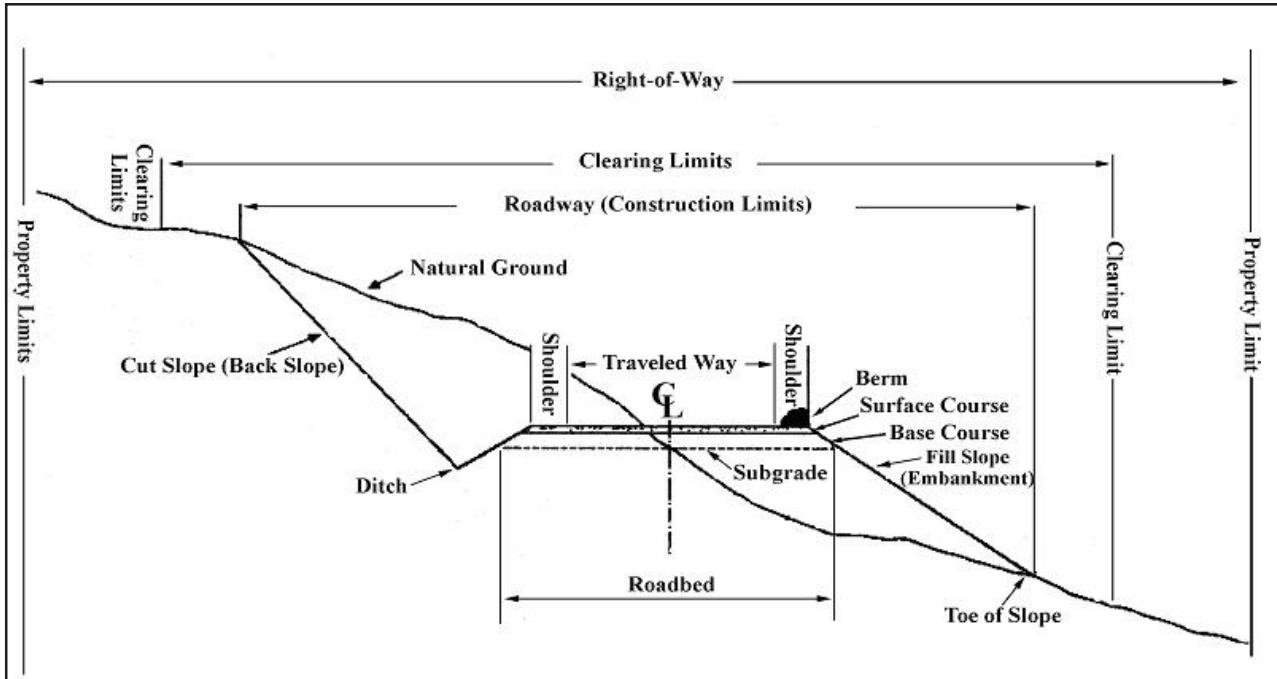 Right-of-Way
Clearing
Limits
Clearing Limits
Roadway (Construction Limits)
Property Limits
Natural Ground
Clearing Limit
Property Limit
Cut Slope (Back Slope)
Shoulder
Traveled Way
Shoulder
Berm
CL
Surface Course
Base Course
Ditch
Subgrade
Fill Slope
(Embankment)
Roadbed
Toe of Slope